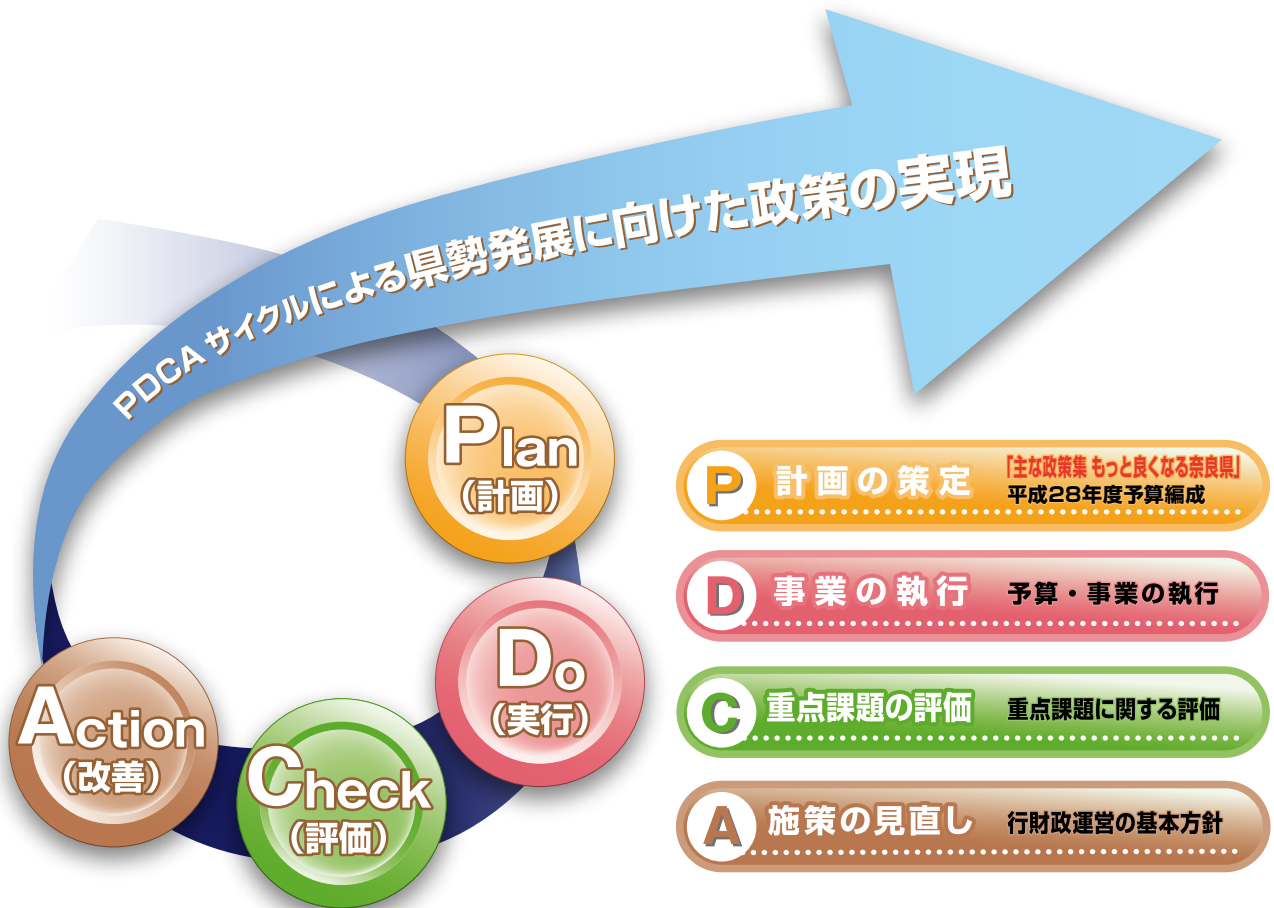 PDCAサイクルによる県勢発展に向けた政策の実現
Plan
（計画）
Do
（実行）
Check
（評価）
Action
（改善）
P 計画の策定 「主な政策集 もっと良くなる奈良県」
平成28年度予算編成
D 事業の執行 予算・事業の執行
C 重点課題の評価 重点課題に関する評価
A 施策の見直し 行財政運営の基本方針